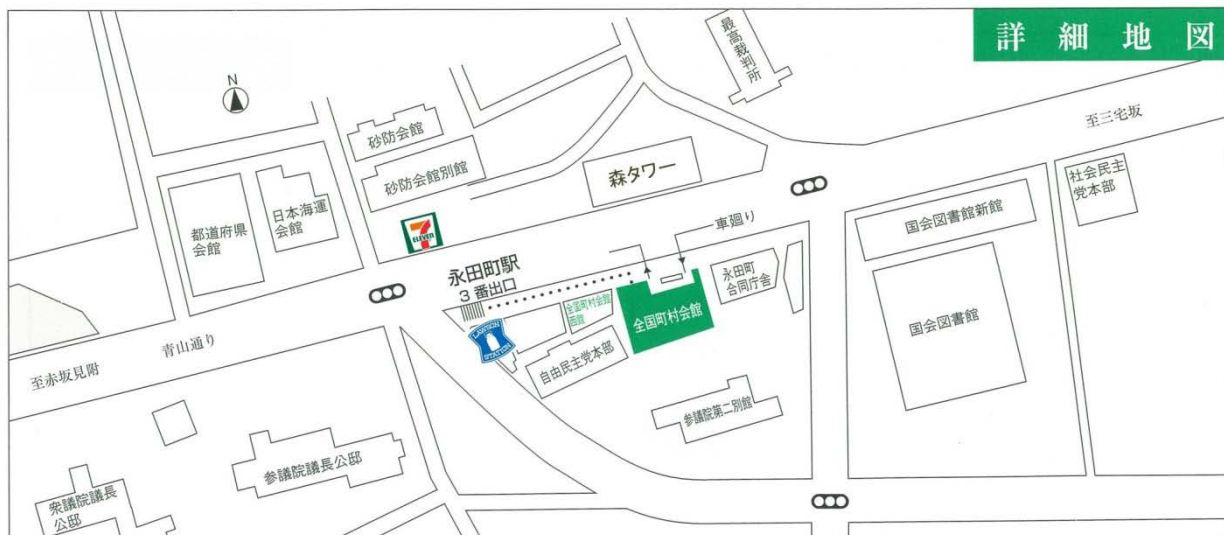 詳細地図
N
最高裁判所
至三宅坂
砂防会館
砂防会館別館
森タワー
社会民主
党本部
都道府県
会館
日本海運
会館
7
ELEVEN
車廻り
国会図書館新館
永田町駅
3番出口
全国町村会館
西館
全国町村会館
永田町
合同庁舎
国会図書館
LAWSON
STATION
自由民主党本部
青山通り
至赤坂見附
参議院第二別館
参議院議長公邸
衆議院議長
公邸